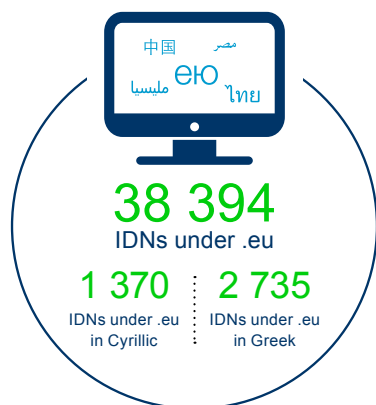 中国 مصر
ею
مليسيا ไทย
38 394
IDNs under .eu
1 370 2 735
IDNs under .eu IDNs under .eu
in Cyrillic in Greek